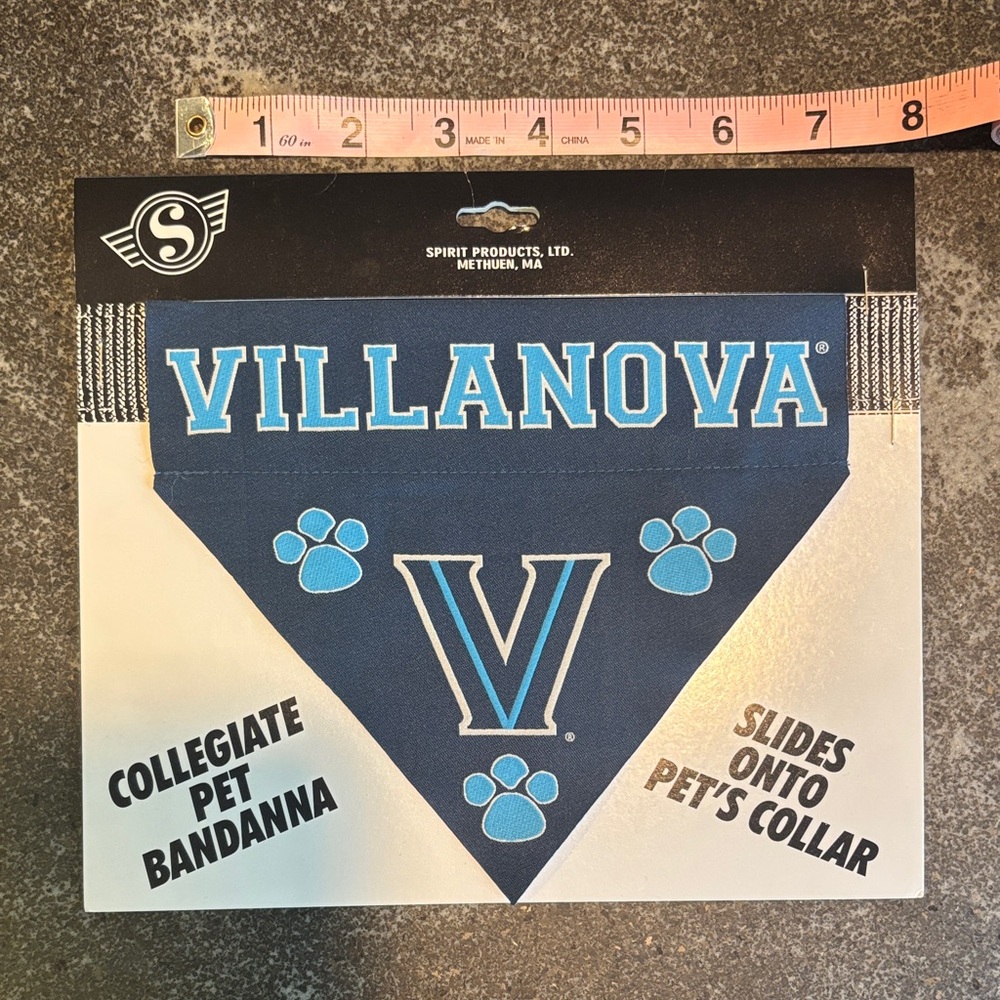 1 60 in 2 3 MADE IN 4 CHINA 5 6 7 8
S
SPIRIT PRODUCTS, LTD.
METHUEN, MA
VILLANOVA®
V®
COLLEGIATE
PET
BANDANNA
SLIDES
ONTO
PET'S COLLAR